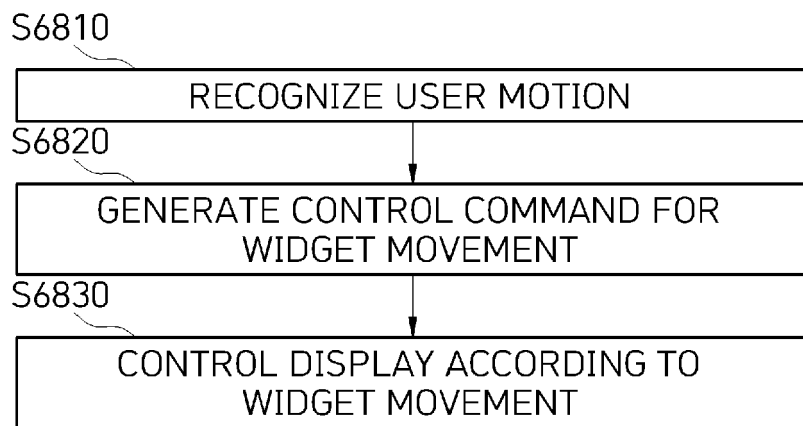 S6810
RECOGNIZE USER MOTION
S6820
GENERATE CONTROL COMMAND FOR
WIDGET MOVEMENT
S6830
CONTROL DISPLAY ACCORDING TO
WIDGET MOVEMENT